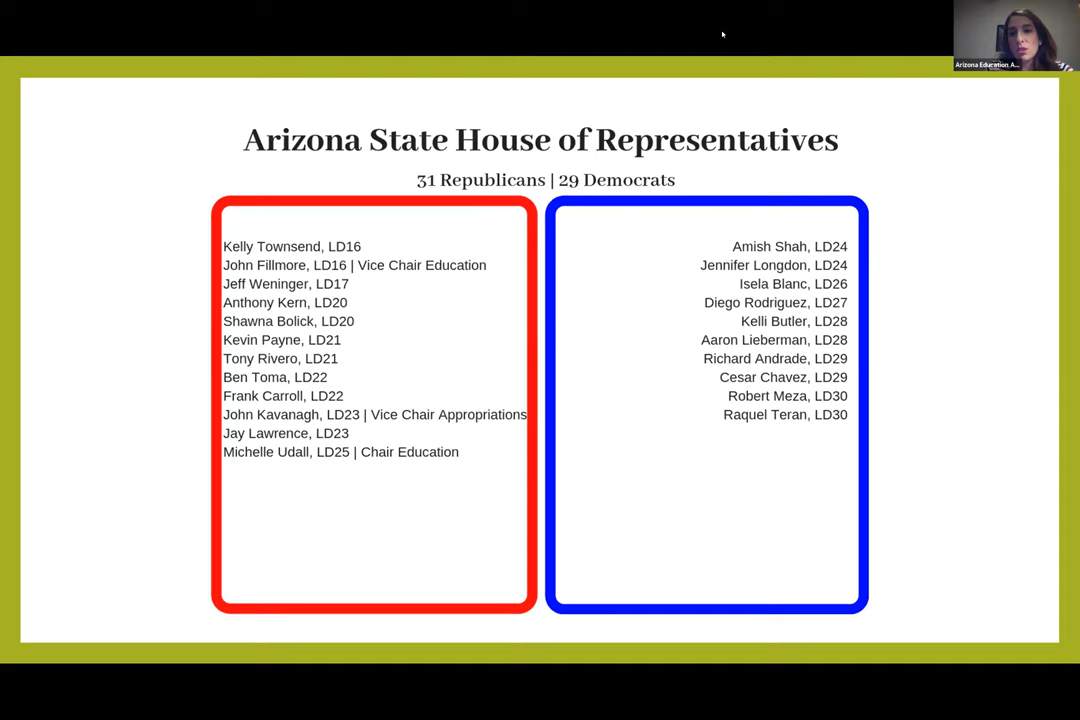 Arizona Education A...
Arizona State House of Representatives
31 Republicans | 29 Democrats
Kelly Townsend, LD16
John Fillmore, LD16 | Vice Chair Education
Jeff Weninger, LD17
Anthony Kern, LD20
Shawna Bolick, LD20
Kevin Payne, LD21
Tony Rivero, LD21
Ben Toma, LD22
Frank Carroll, LD22
John Kavanagh, LD23 | Vice Chair Appropriations
Jay Lawrence, LD23
Michelle Udall, LD25 | Chair Education
Amish Shah, LD24
Jennifer Longdon, LD24
Isela Blanc, LD26
Diego Rodriguez, LD27
Kelli Butler, LD28
Aaron Lieberman, LD28
Richard Andrade, LD29
Cesar Chavez, LD29
Robert Meza, LD30
Raquel Teran, LD30